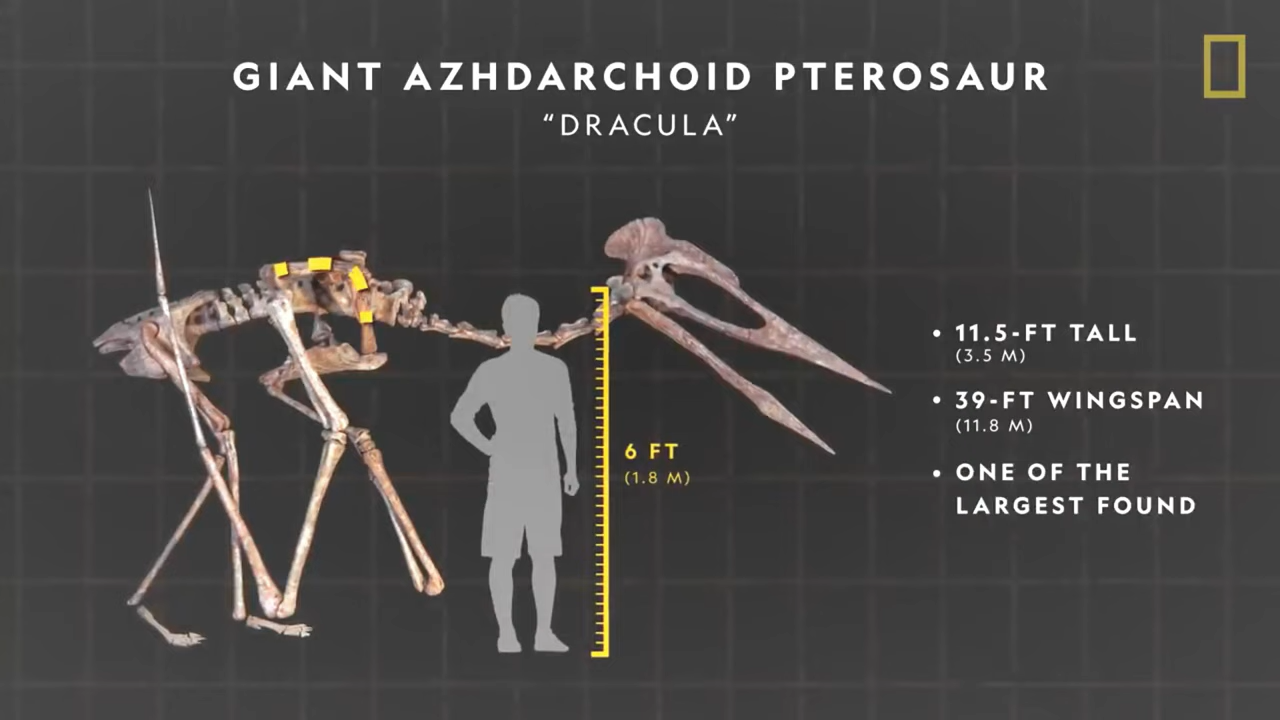 GIANT AZHDARCHOID PTEROSAUR
“DRACULA”
6 FT
(1.8 M)
• 11.5-FT TALL
(3.5 M)
• 39-FT WINGSPAN
(11.8 M)
• ONE OF THE
LARGEST FOUND